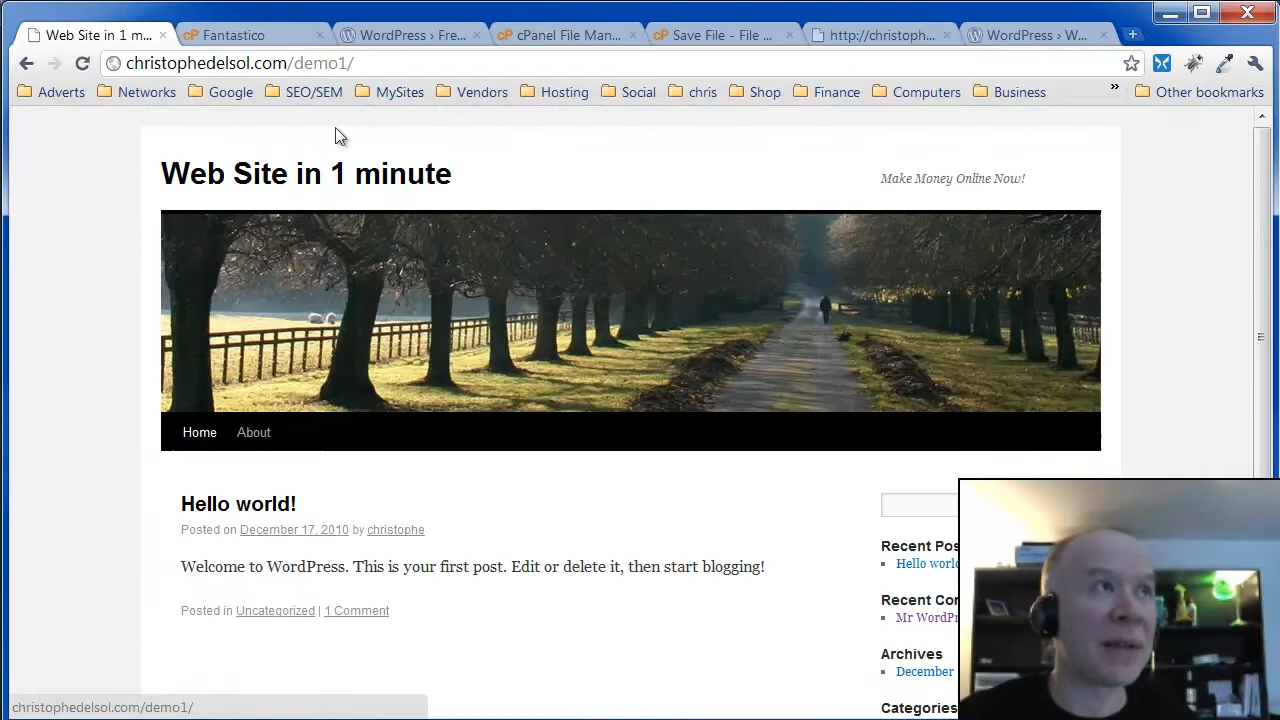 Web Site in 1 m...
Fantastico
WordPress › Fre...
cPanel File Man...
Save File - File ...
http://christoph...
WordPress › W...
christophedelsol.com/demo1/
Adverts Networks Google SEO/SEM MySites Vendors Hosting Social chris Shop Finance Computers Business » Other bookmarks
Web Site in 1 minute
Make Money Online Now!
Home About
Hello world!
Posted on December 17, 2010 by christophe
Welcome to WordPress. This is your first post. Edit or delete it, then start blogging!
Posted in Uncategorized | 1 Comment
Recent Pos
Hello world
Recent Con
Mr WordPr
Archives
December
Categories
christophedelsol.com/demo1/